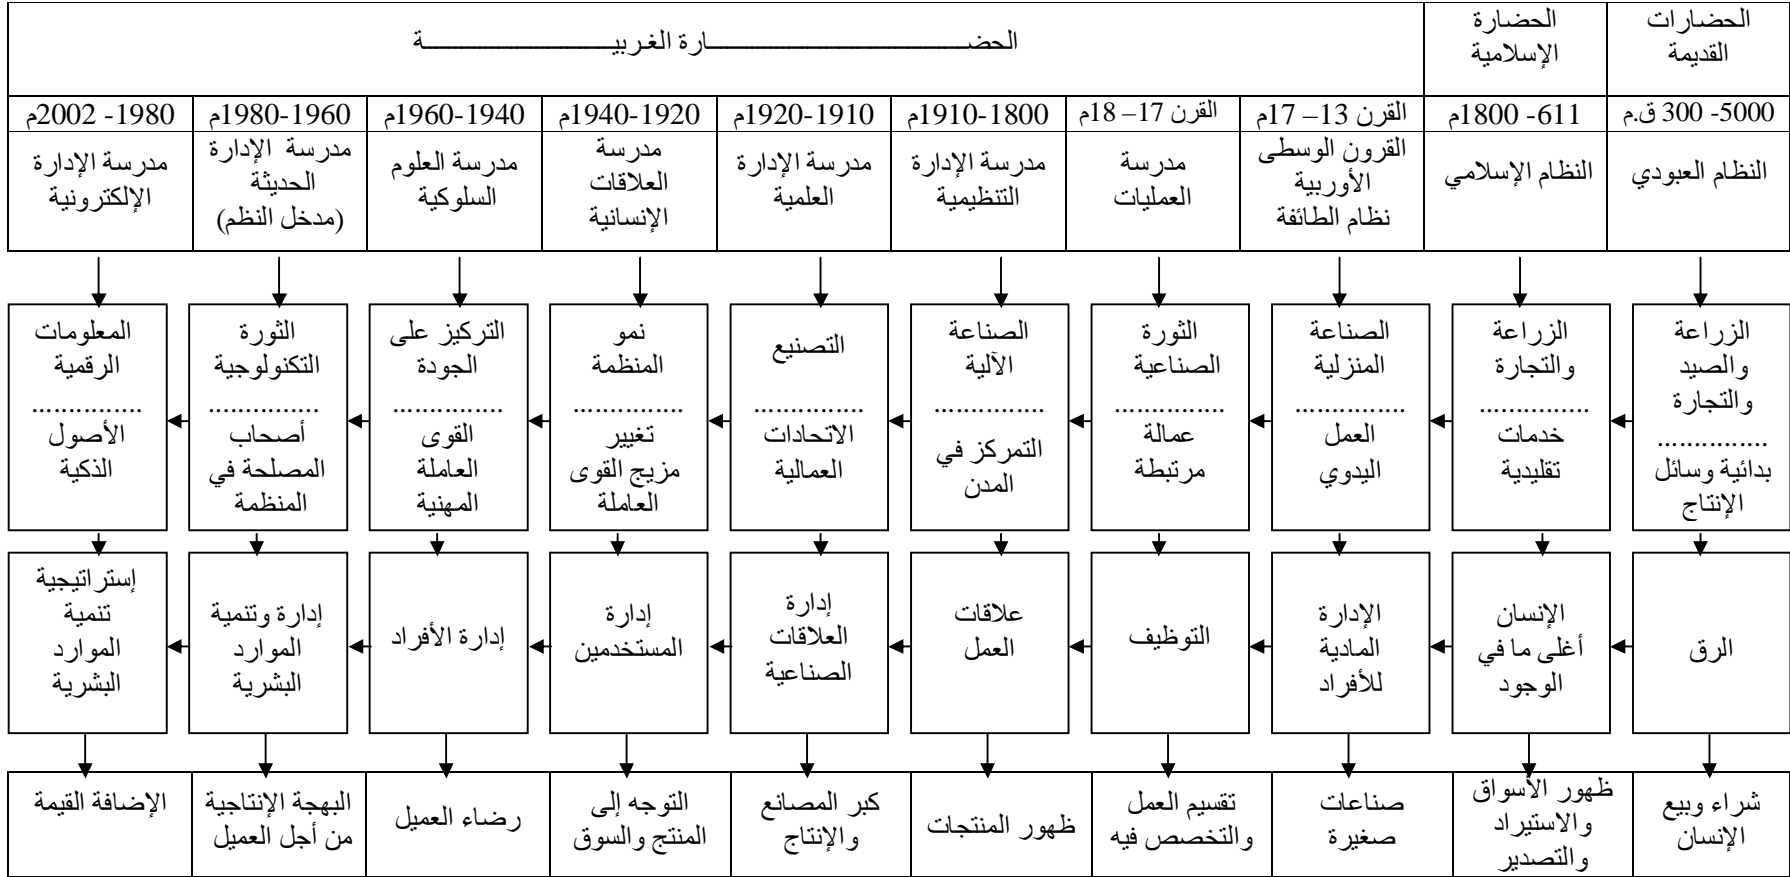 الحضارات
القديمة
الحضارة
الإسلامية
الحضــــــــارة الغربيــــــــة
5000- 300 ق.م
611- 1800م
القرن 13– 17م
القرن 17– 18م
1800-1910م
1910-1920م
1920-1940م
1940-1960م
1960-1980م
1980- 2002م
النظام العبودي
النظام الإسلامي
القرون الوسطى
الأوربية
نظام الطائفة
مدرسة
العمليات
مدرسة الإدارة
التنظيمية
مدرسة الإدارة
العلمية
مدرسة
العلاقات
الإنسانية
مدرسة العلوم
السلوكية
مدرسة الإدارة
الحديثة
(مدخل النظم)
مدرسة الإدارة
الإلكترونية
الزراعة
والصيد
والتجارة
...............
بدائية وسائل
الإنتاج
الزراعة
والتجارة
...............
خدمات
تقليدية
الصناعة
المنزلية
...............
العمل
اليدوي
الثورة
الصناعية
...............
عمالة
مرتبطة
الصناعة
الآلية
...............
التمركز في
المدن
التصنيع
...............
الاتحادات
العمالية
نمو
المنظمة
...............
تغيير
مزيج القوى
العاملة
التركيز على
الجودة
...............
القوى
العاملة
المهنية
الثورة
التكنولوجية
...............
أصحاب
المصلحة في
المنظمة
المعلومات
الرقمية
...............
الأصول
الذكية
الرق
الإنسان
أغلى ما في
الوجود
الإدارة
المادية
للأفراد
التوظيف
علاقات
العمل
إدارة
العلاقات
الصناعية
إدارة
المستخدمين
إدارة الأفراد
إدارة وتنمية
الموارد
البشرية
إستراتيجية
تنمية
الموارد
البشرية
شراء وبيع
الإنسان
ظهور الأسواق
والاستيراد
والتصدير
صناعات
صغيرة
تقسيم العمل
والتخصص فيه
ظهور المنتجات
كبر المصانع
والإنتاج
التوجه إلى
المنتج والسوق
رضاء العميل
البهجة الإنتاجية
من أجل العميل
الإضافة القيمة